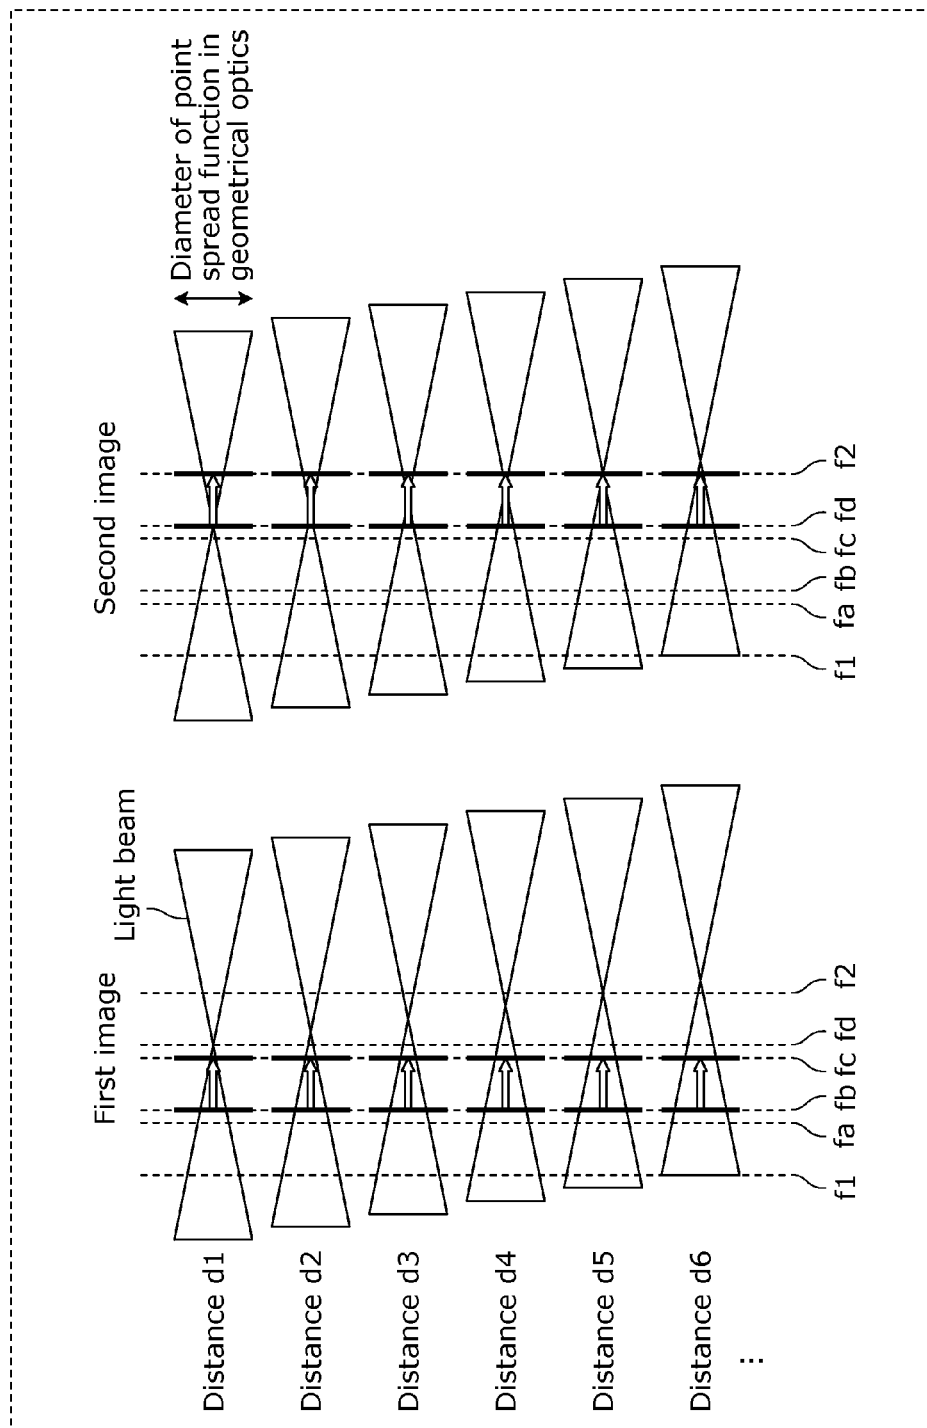 First image
Second image
Light beam
Diameter of point
spread function in
geometrical optics
Distance d1
Distance d2
Distance d3
Distance d4
Distance d5
Distance d6
...
f1
fa
fb
fc
fd
f2
f1
fa
fb
fc
fd
f2